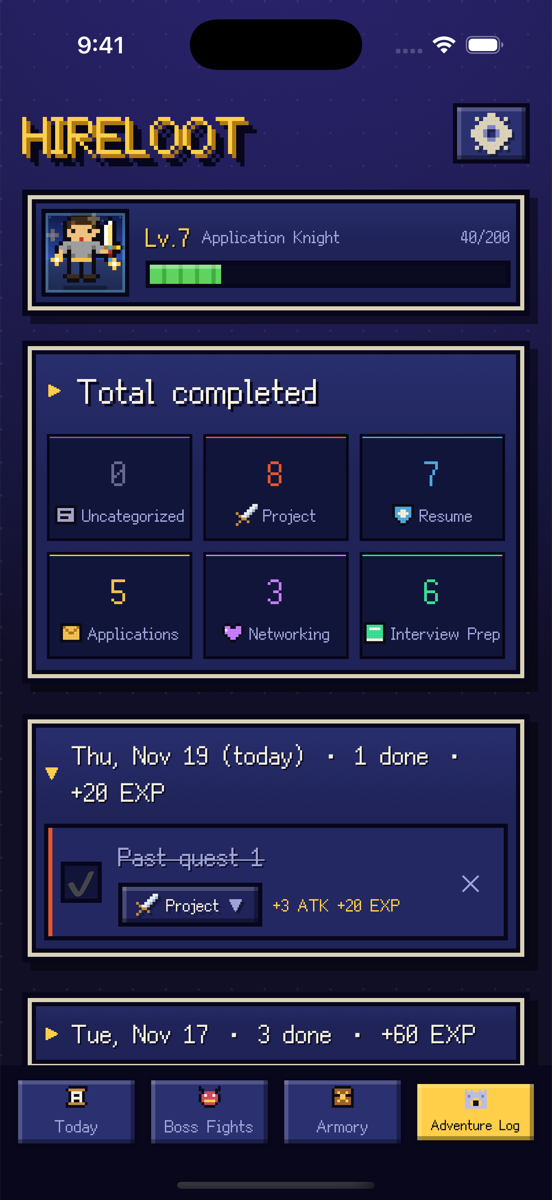 9:41
HIRELOOT
Lv.7 Application Knight 40/200
Total completed
0 8 7
Uncategorized Project Resume
5 3 6
Applications Networking Interview Prep
Thu, Nov 19 (today) · 1 done ·
+20 EXP
Past quest 1
Project ▼ +3 ATK +20 EXP
Tue, Nov 17 · 3 done · +60 EXP
Today Boss Fights Armory Adventure Log